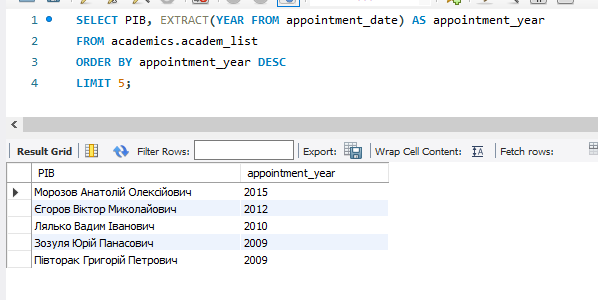 1 SELECT PIB, EXTRACT(YEAR FROM appointment_date) AS appointment_year
2 FROM academics.academ_list
3 ORDER BY appointment_year DESC
4 LIMIT 5;
Result Grid Filter Rows: Export: Wrap Cell Content: Fetch rows:
PIB appointment_year
Морозов Анатолій Олексійович 2015
Єгоров Віктор Миколайович 2012
Лялько Вадим Іванович 2010
Зозуля Юрій Панасович 2009
Півторак Григорій Петрович 2009